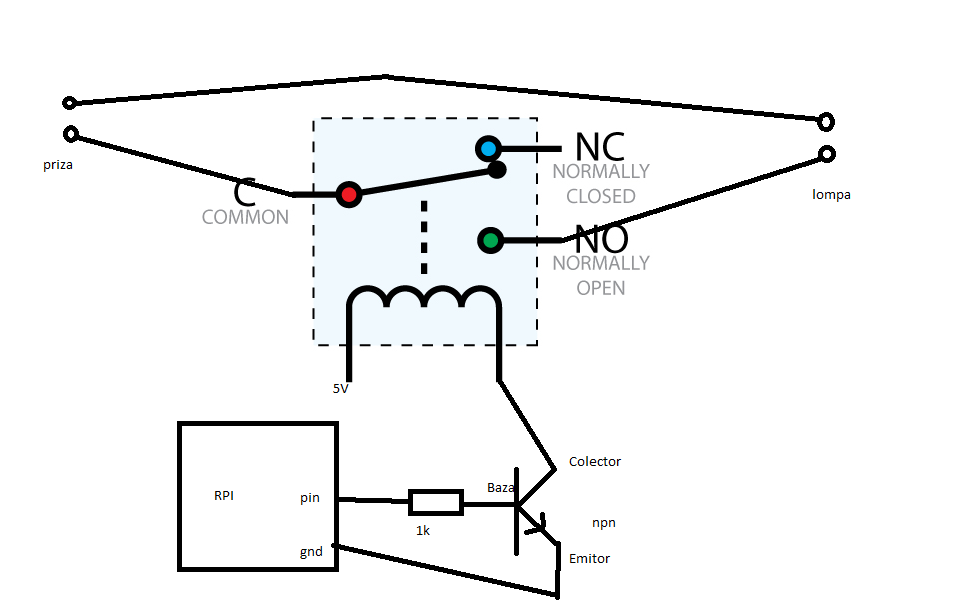 NC
NORMALLY
CLOSED
priza
C
COMMON
lompa
NO
NORMALLY
OPEN
5V
Colector
Baza
RPI
pin
npn
1k
gnd
Emitor